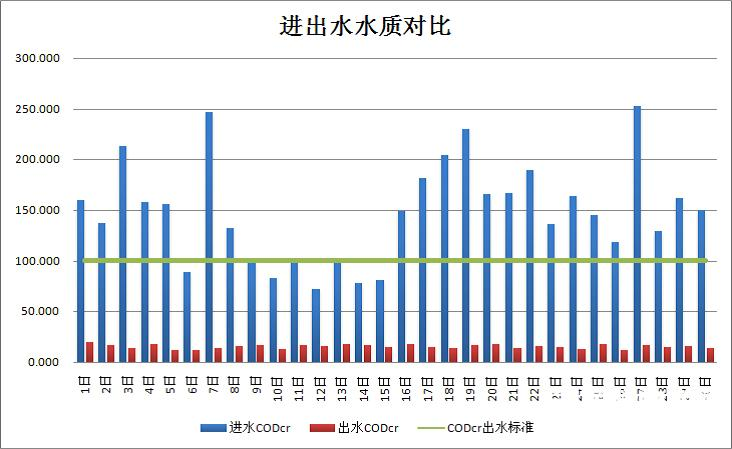 进出水水质对比
300.000
250.000
200.000
150.000
100.000
50.000
0.000
1日
2日
3日
4日
5日
6日
7日
8日
9日
10日
11日
12日
13日
14日
15日
16日
17日
18日
19日
20日
21日
22日
进水CODcr 出水CODcr CODcr出水标准